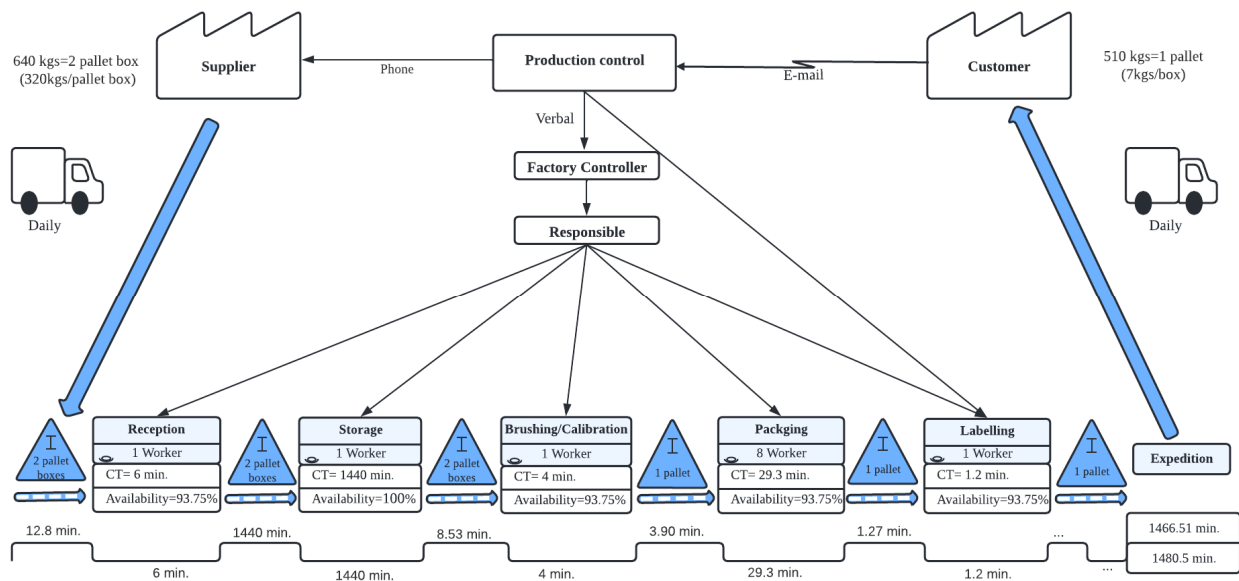 640 kgs=2 pallet box
(320kgs/pallet box)
Supplier
Phone
Production control
E-mail
Customer
510 kgs=1 pallet
(7kgs/box)
Daily
Verbal
Factory Controller
Responsible
Daily
I
2 pallet
boxes
Reception
1 Worker
CT= 6 min.
Availability=93.75%
I
2 pallet
boxes
Storage
1 Worker
CT= 1440 min.
Availability=100%
I
2 pallet
boxes
Brushing/Calibration
1 Worker
CT= 4 min.
Availability=93.75%
I
1 pallet
Packging
8 Worker
CT= 29.3 min.
Availability=93.75%
I
1 pallet
Labelling
1 Worker
CT= 1.2 min.
Availability=93.75%
I
1 pallet
Expedition
12.8 min.
1440 min.
8.53 min.
3.90 min.
1.27 min.
...
1466.51 min.
6 min.
1440 min.
4 min.
29.3 min.
1.2 min.
...
1480.5 min.